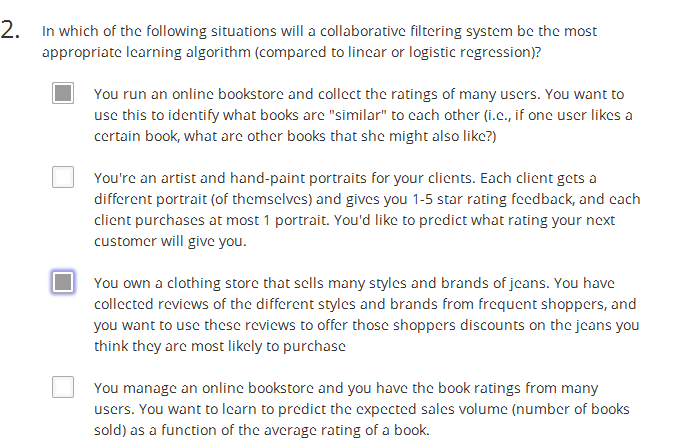 2. In which of the following situations will a collaborative filtering system be the most
appropriate learning algorithm (compared to linear or logistic regression)?
You run an online bookstore and collect the ratings of many users. You want to
use this to identify what books are "similar" to each other (i.e., if one user likes a
certain book, what are other books that she might also like?)
You're an artist and hand-paint portraits for your clients. Each client gets a
different portrait (of themselves) and gives you 1-5 star rating feedback, and each
client purchases at most 1 portrait. You'd like to predict what rating your next
customer will give you.
You own a clothing store that sells many styles and brands of jeans. You have
collected reviews of the different styles and brands from frequent shoppers, and
you want to use these reviews to offer those shoppers discounts on the jeans you
think they are most likely to purchase
You manage an online bookstore and you have the book ratings from many
users. You want to learn to predict the expected sales volume (number of books
sold) as a function of the average rating of a book.